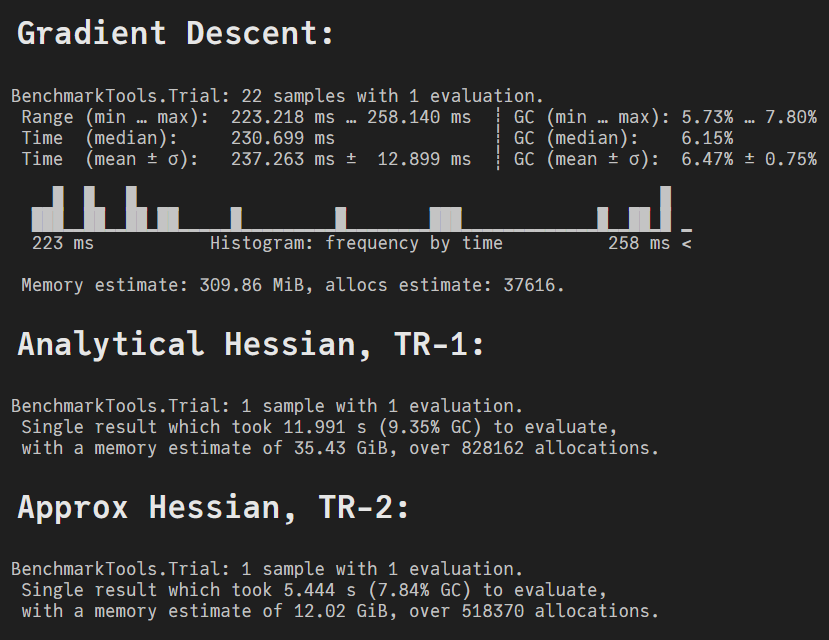 Gradient Descent:
BenchmarkTools.Trial: 22 samples with 1 evaluation.
Range (min … max): 223.218 ms … 258.140 ms ┊ GC (min … max): 5.73% … 7.80%
Time (median): 230.699 ms ┊ GC (median): 6.15%
Time (mean ± σ): 237.263 ms ± 12.899 ms ┊ GC (mean ± σ): 6.47% ± 0.75%
223 ms Histogram: frequency by time 258 ms <
Memory estimate: 309.86 MiB, allocs estimate: 37616.
Analytical Hessian, TR-1:
BenchmarkTools.Trial: 1 sample with 1 evaluation.
Single result which took 11.991 s (9.35% GC) to evaluate,
with a memory estimate of 35.43 GiB, over 828162 allocations.
Approx Hessian, TR-2:
BenchmarkTools.Trial: 1 sample with 1 evaluation.
Single result which took 5.444 s (7.84% GC) to evaluate,
with a memory estimate of 12.02 GiB, over 518370 allocations.